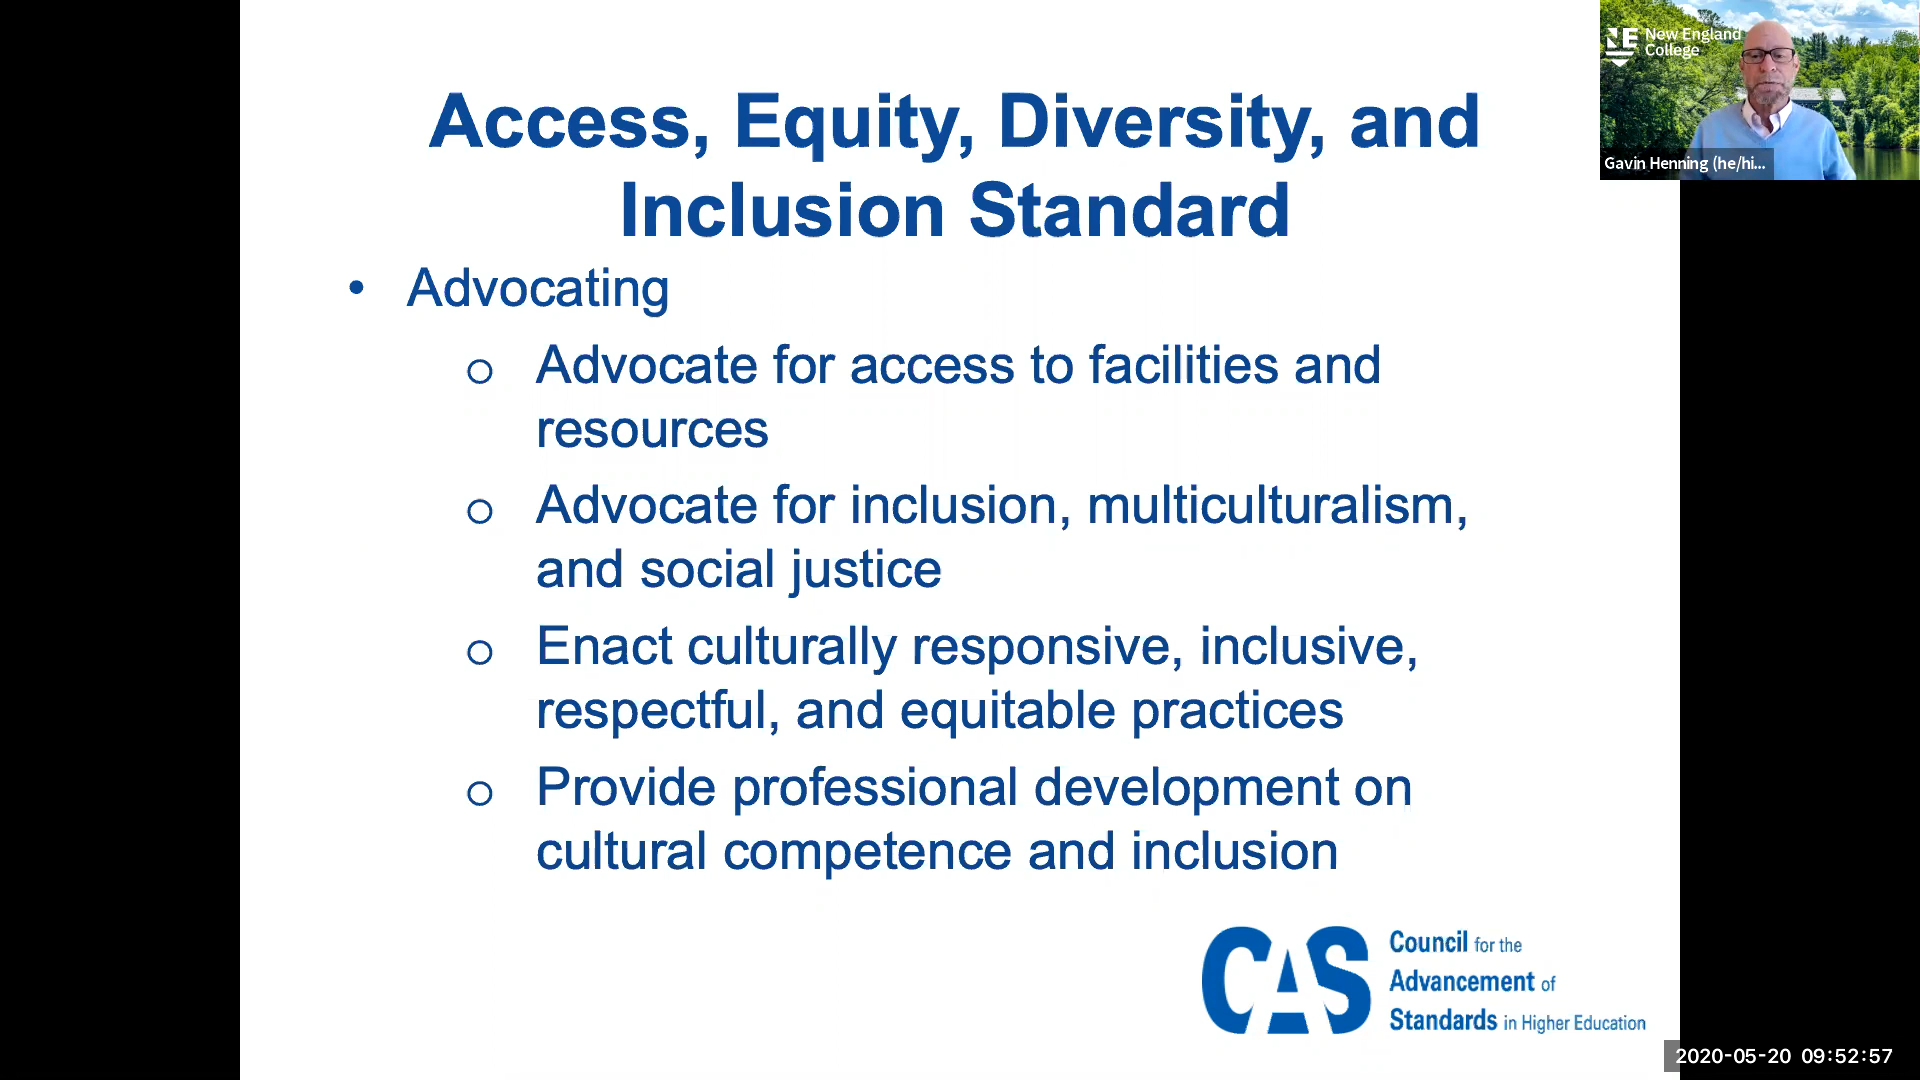 Access, Equity, Diversity, and
Inclusion Standard
• Advocating
o Advocate for access to facilities and
resources
o Advocate for inclusion, multiculturalism,
and social justice
o Enact culturally responsive, inclusive,
respectful, and equitable practices
o Provide professional development on
cultural competence and inclusion
CAS
Council for the
Advancement of
Standards in Higher Education
NE
New England
College
Gavin Henning (he/hi...
2020-05-20 09:52:57